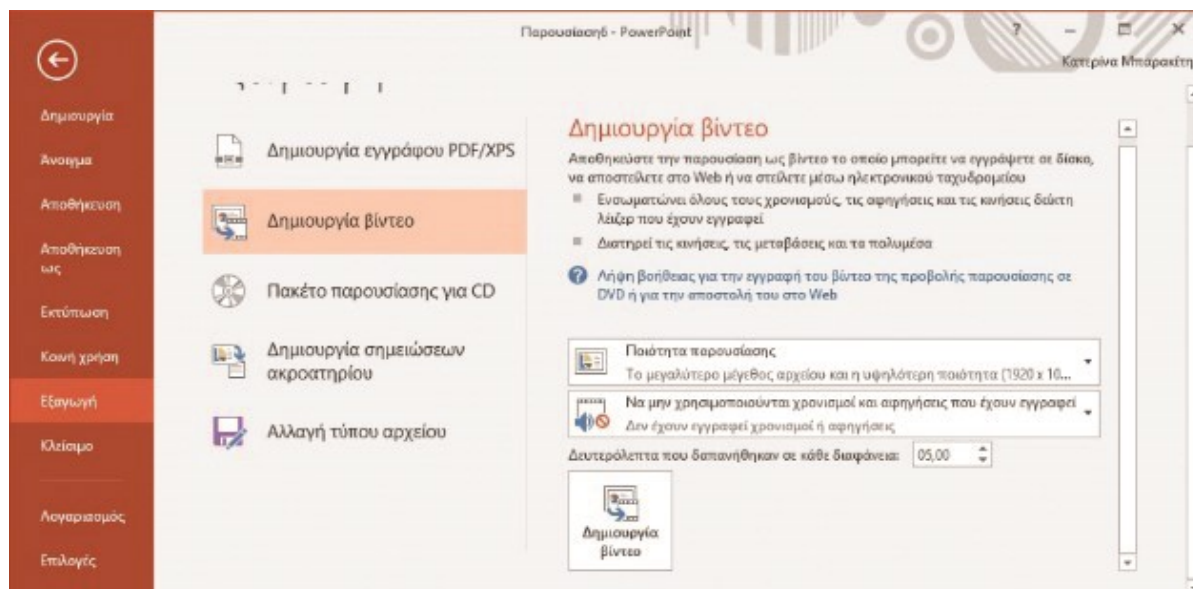 Παρουσίαση6 - PowerPoint
?
Κατερίνα Μπαρακίτη
Δημιουργία
Άνοιγμα
Αποθήκευση
Αποθήκευση
ως
Εκτύπωση
Κοινή χρήση
Εξαγωγή
Κλείσιμο
Λογαριασμός
Επιλογές
Δημιουργία εγγράφου PDF/XPS
Δημιουργία βίντεο
Πακέτο παρουσίασης για CD
Δημιουργία σημειώσεων
ακροατηρίου
Αλλαγή τύπου αρχείου
Δημιουργία βίντεο
Αποθηκεύστε την παρουσίαση ως βίντεο το οποίο μπορείτε να εγγράψετε σε δίσκο,
να αποστείλετε στο Web ή να στείλετε μέσω ηλεκτρονικού ταχυδρομείου
Ενσωματώνει όλους τους χρονισμούς, τις αφηγήσεις και τις κινήσεις δείκτη
λέιζερ που έχουν εγγραφεί
Διατηρεί τις κινήσεις, τις μεταβάσεις και τα πολυμέσα
Λήψη βοήθειας για την εγγραφή του βίντεο της προβολής παρουσίασης σε
DVD ή για την αποστολή του στο Web
Ποιότητα παρουσίασης
Το μεγαλύτερο μέγεθος αρχείου και η υψηλότερη ποιότητα (1920 x 10...
Να μην χρησιμοποιούνται χρονισμοί και αφηγήσεις που έχουν εγγραφεί
Δεν έχουν εγγραφεί χρονισμοί ή αφηγήσεις
Δευτερόλεπτα που δαπανήθηκαν σε κάθε διαφάνεια: 05,00
Δημιουργία
βίντεο